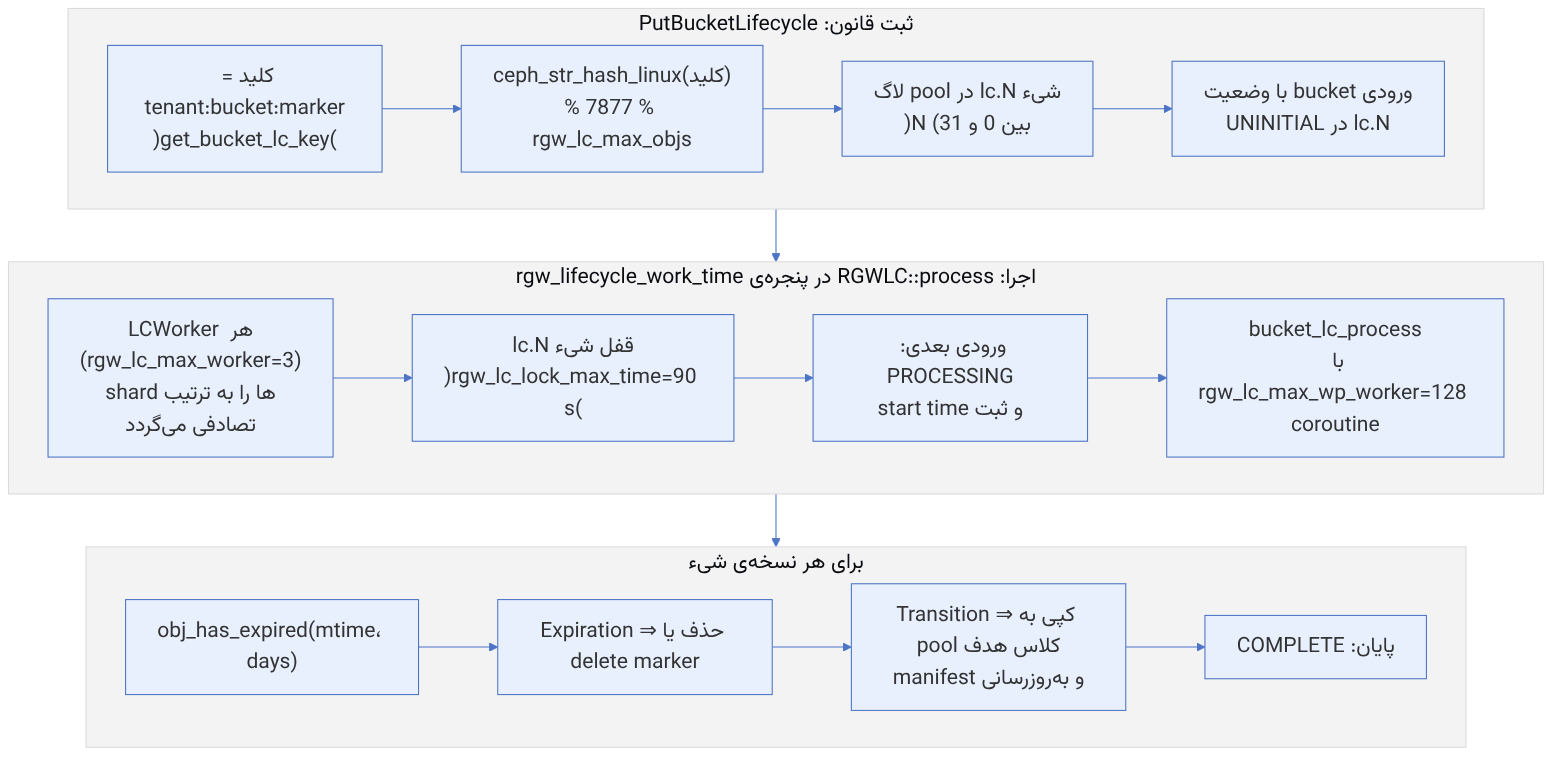 ثبت قانون: PutBucketLifecycle
کلید =
tenant:bucket:marker
(get_bucket_lc_key)
ceph_str_hash_linux(کلید)
% 7877 %
rgw_lc_max_objs
شیء lc.N در pool لاگ
(N بین 0 و 31)
ورودی bucket با وضعیت
UNINITIAL در lc.N
اجرا: RGWLC::process در پنجره‌ی rgw_lifecycle_work_time
هر LCWorker
(rgw_lc_max_worker=3)
shard ها را به ترتیب
تصادفی می‌گردد
قفل شیء lc.N
(rgw_lc_lock_max_time=90
s)
ورودی بعدی:
PROCESSING
و ثبت start time
bucket_lc_process
با
rgw_lc_max_wp_worker=128
coroutine
برای هر نسخه‌ی شیء
obj_has_expired(mtime،
days)
Expiration ⇒ حذف یا
delete marker
Transition ⇒ کپی به
pool کلاس هدف
و به‌روزرسانی manifest
پایان: COMPLETE